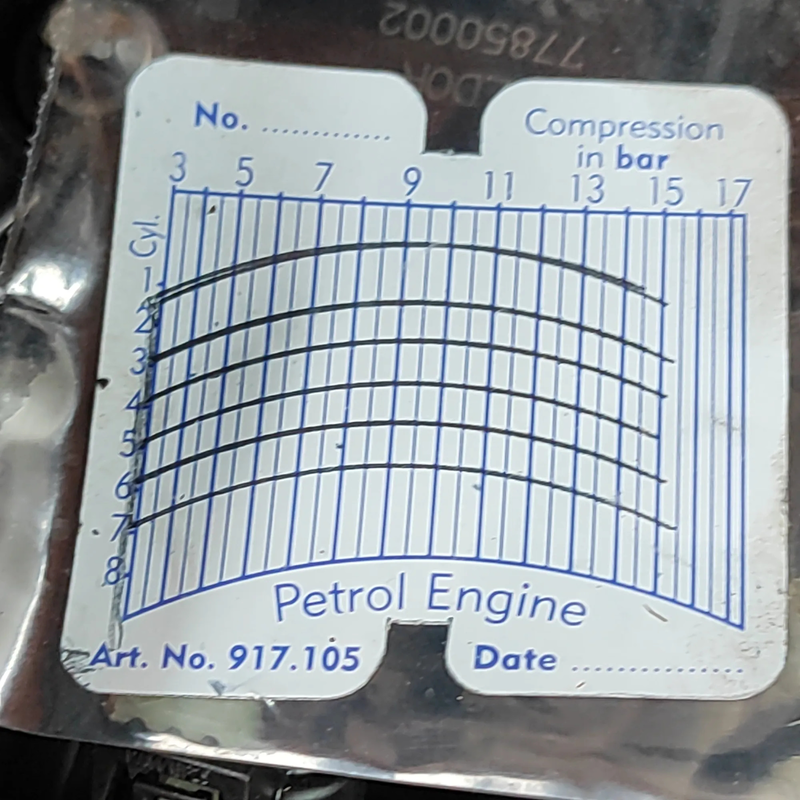 77850002
No. .............
Compression
in bar
3 5 7 9 11 13 15 17
Cyl.
1
2
3
4
5
6
7
8
Petrol Engine
Art. No. 917.105
Date ................